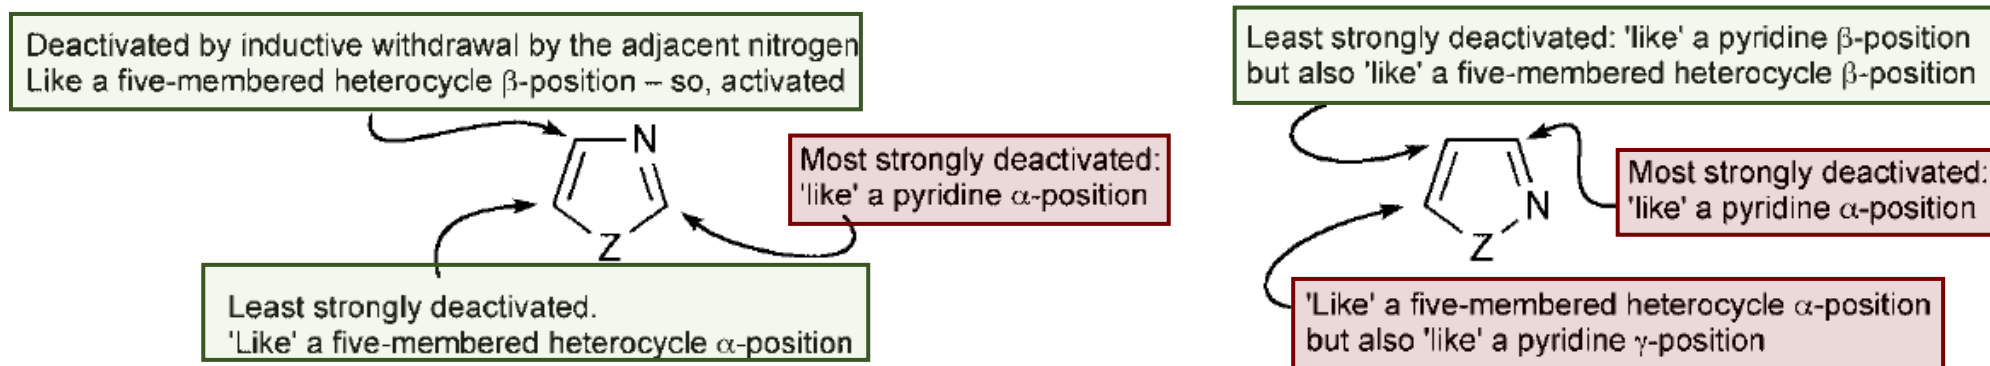 Deactivated by inductive withdrawal by the adjacent nitrogen
Like a five-membered heterocycle β-position – so, activated
N
Most strongly deactivated:
'like' a pyridine α-position
Z
Least strongly deactivated.
'Like' a five-membered heterocycle α-position
Least strongly deactivated: 'like' a pyridine β-position
but also 'like' a five-membered heterocycle β-position
Most strongly deactivated:
'like' a pyridine α-position
N
Z
'Like' a five-membered heterocycle α-position
but also 'like' a pyridine γ-position